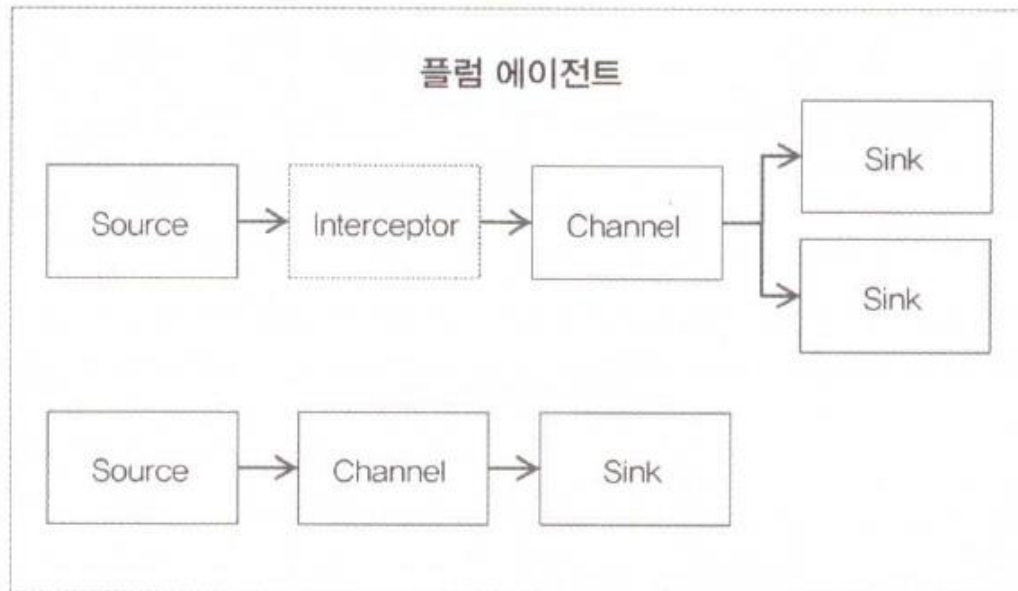 플럼 에이전트
Sink
Source
Interceptor
Channel
Sink
Source
Channel
Sink